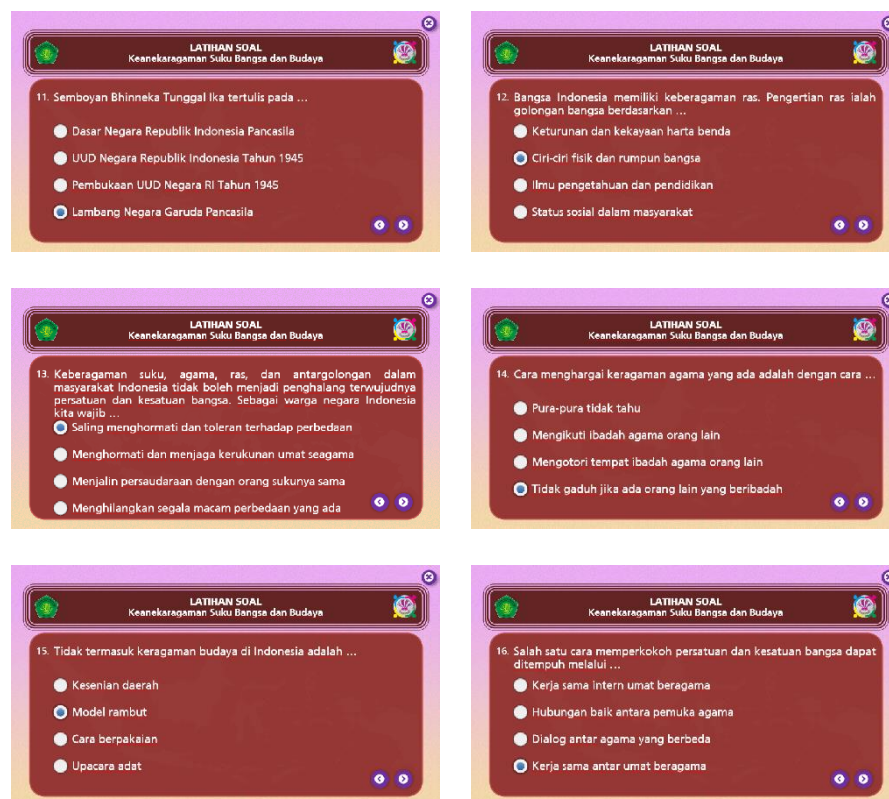 LATIHAN SOAL
Keanekaragaman Suku Bangsa dan Budaya
11. Semboyan Bhinneka Tunggal Ika tertulis pada ...
Dasar Negara Republik Indonesia Pancasila
UUD Negara Republik Indonesia Tahun 1945
Pembukaan UUD Negara RI Tahun 1945
Lambang Negara Garuda Pancasila
LATIHAN SOAL
Keanekaragaman Suku Bangsa dan Budaya
12. Bangsa Indonesia memiliki keberagaman ras. Pengertian ras ialah
golongan bangsa berdasarkan ...
Keturunan dan kekayaan harta benda
Ciri-ciri fisik dan rumpun bangsa
Ilmu pengetahuan dan pendidikan
Status sosial dalam masyarakat
LATIHAN SOAL
Keanekaragaman Suku Bangsa dan Budaya
13. Keberagaman suku, agama, ras, dan antargolongan dalam
masyarakat Indonesia tidak boleh menjadi penghalang terwujudnya
persatuan dan kesatuan bangsa. Sebagai warga negara Indonesia
kita wajib ...
Saling menghormati dan toleran terhadap perbedaan
Menghormati dan menjaga kerukunan umat seagama
Menjalin persaudaraan dengan orang sukunya sama
Menghilangkan segala macam perbedaan yang ada
LATIHAN SOAL
Keanekaragaman Suku Bangsa dan Budaya
14. Cara menghargai keragaman agama yang ada adalah dengan cara ...
Pura-pura tidak tahu
Mengikuti ibadah agama orang lain
Mengotori tempat ibadah agama orang lain
Tidak gaduh jika ada orang lain yang beribadah
LATIHAN SOAL
Keanekaragaman Suku Bangsa dan Budaya
15. Tidak termasuk keragaman budaya di Indonesia adalah ...
Kesenian daerah
Model rambut
Cara berpakaian
Upacara adat
LATIHAN SOAL
Keanekaragaman Suku Bangsa dan Budaya
16. Salah satu cara memperkokoh persatuan dan kesatuan bangsa dapat
ditempuh melalui ...
Kerja sama intern umat beragama
Hubungan baik antara pemuka agama
Dialog antar agama yang berbeda
Kerja sama antar umat beragama